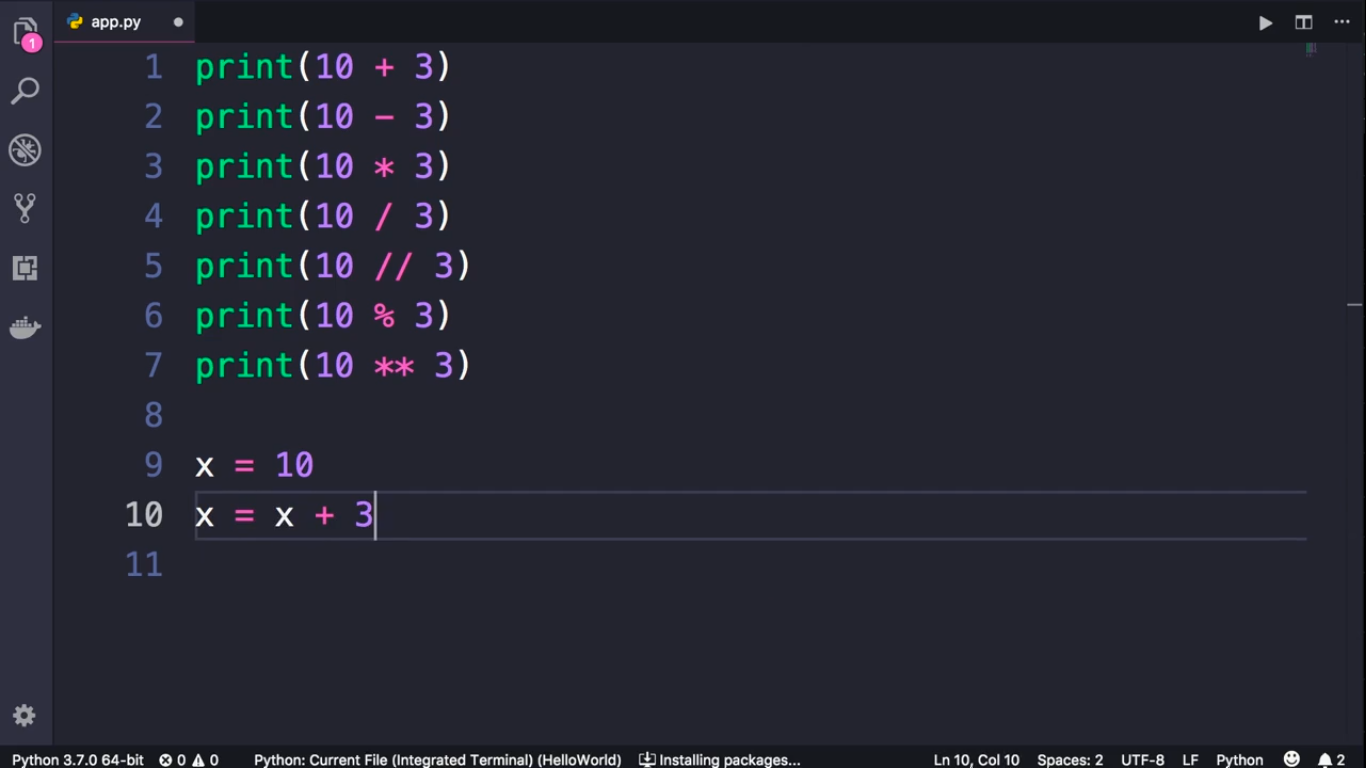 app.py
1
1 print(10 + 3)
2 print(10 - 3)
3 print(10 * 3)
4 print(10 / 3)
5 print(10 // 3)
6 print(10 % 3)
7 print(10 ** 3)
8
9 x = 10
10 x = x + 3
11
Python 3.7.0 64-bit 0 0 Python: Current File (Integrated Terminal) (HelloWorld) Installing packages... Ln 10, Col 10 Spaces: 2 UTF-8 LF Python 2